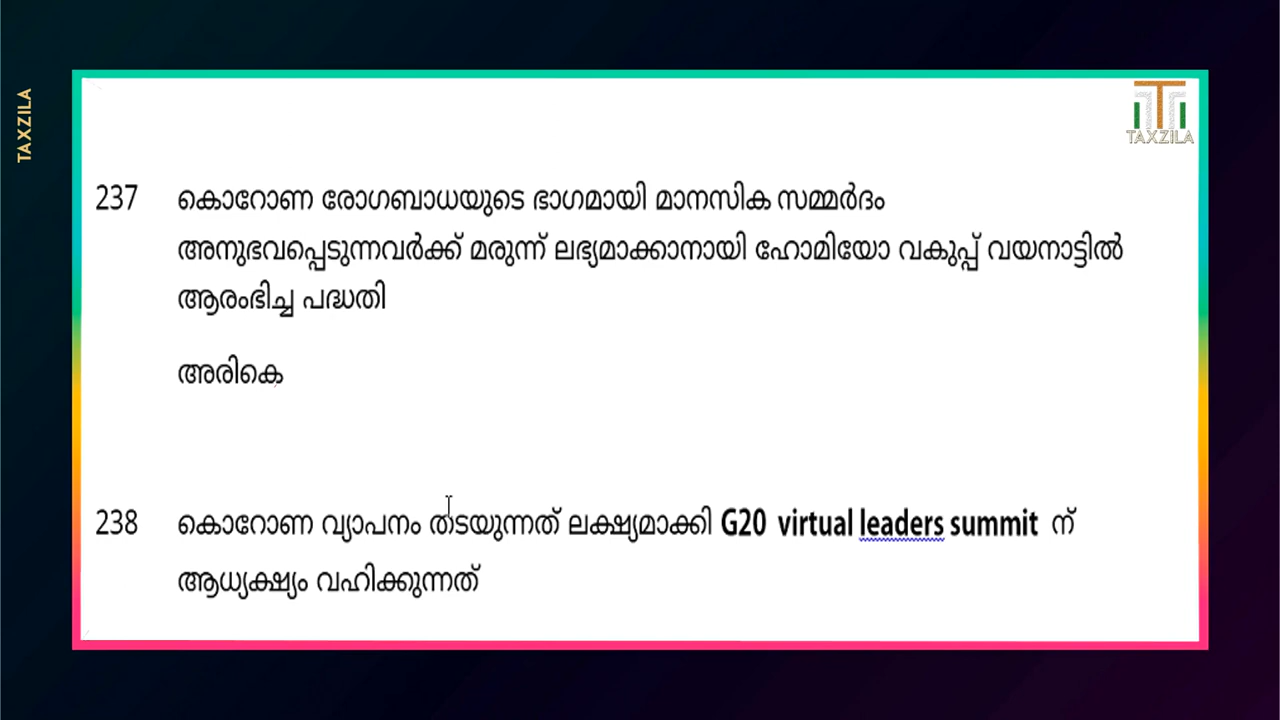 TAXZILA
TAXZILA
237 കൊറോണ രോഗബാധയുടെ ഭാഗമായി മാനസിക സമ്മർദം
അനുഭവപ്പെടുന്നവർക്ക് മരുന്ന് ലഭ്യമാക്കാനായി ഹോമിയോ വകുപ്പ് വയനാട്ടിൽ
ആരംഭിച്ച പദ്ധതി
അരികെ
238 കൊറോണ വ്യാപനം തടയുന്നത് ലക്ഷ്യമാക്കി G20 virtual leaders summit ന്
ആധ്യക്ഷ്യം വഹിക്കുന്നത്